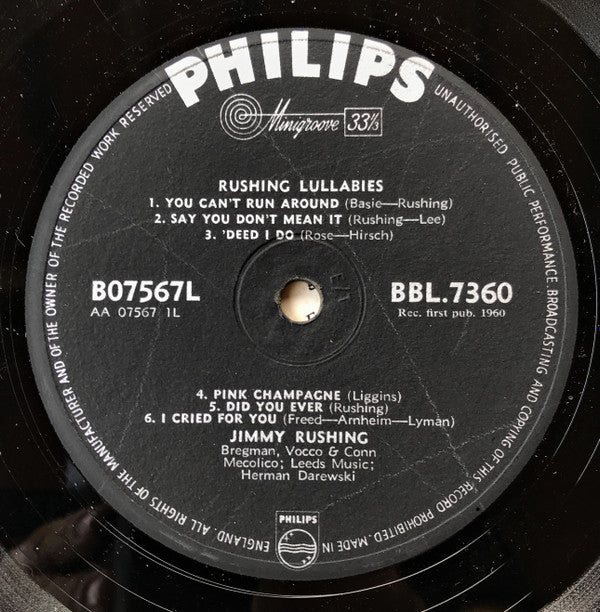 PHILIPS
Minigroove 33⅓
RUSHING LULLABIES
1. YOU CAN'T RUN AROUND (Basie—Rushing)
2. SAY YOU DON'T MEAN IT (Rushing—Lee)
3. 'DEED I DO (Rose—Hirsch)
B07567L
AA 07567 1L
BBL.7360
Rec. first pub. 1960
4. PINK CHAMPAGNE (Liggins)
5. DID YOU EVER (Rushing)
6. I CRIED FOR YOU (Freed—Arnheim—Lyman)
JIMMY RUSHING
Bregman, Vocco & Conn
Mecolico; Leeds Music;
Herman Darewski
PHILIPS
MADE IN ENGLAND. ALL RIGHTS OF THE MANUFACTURER AND OF THE OWNER OF THE RECORDED WORK RESERVED
UNAUTHORISED PUBLIC PERFORMANCE BROADCASTING AND COPYING OF THIS RECORD PROHIBITED.